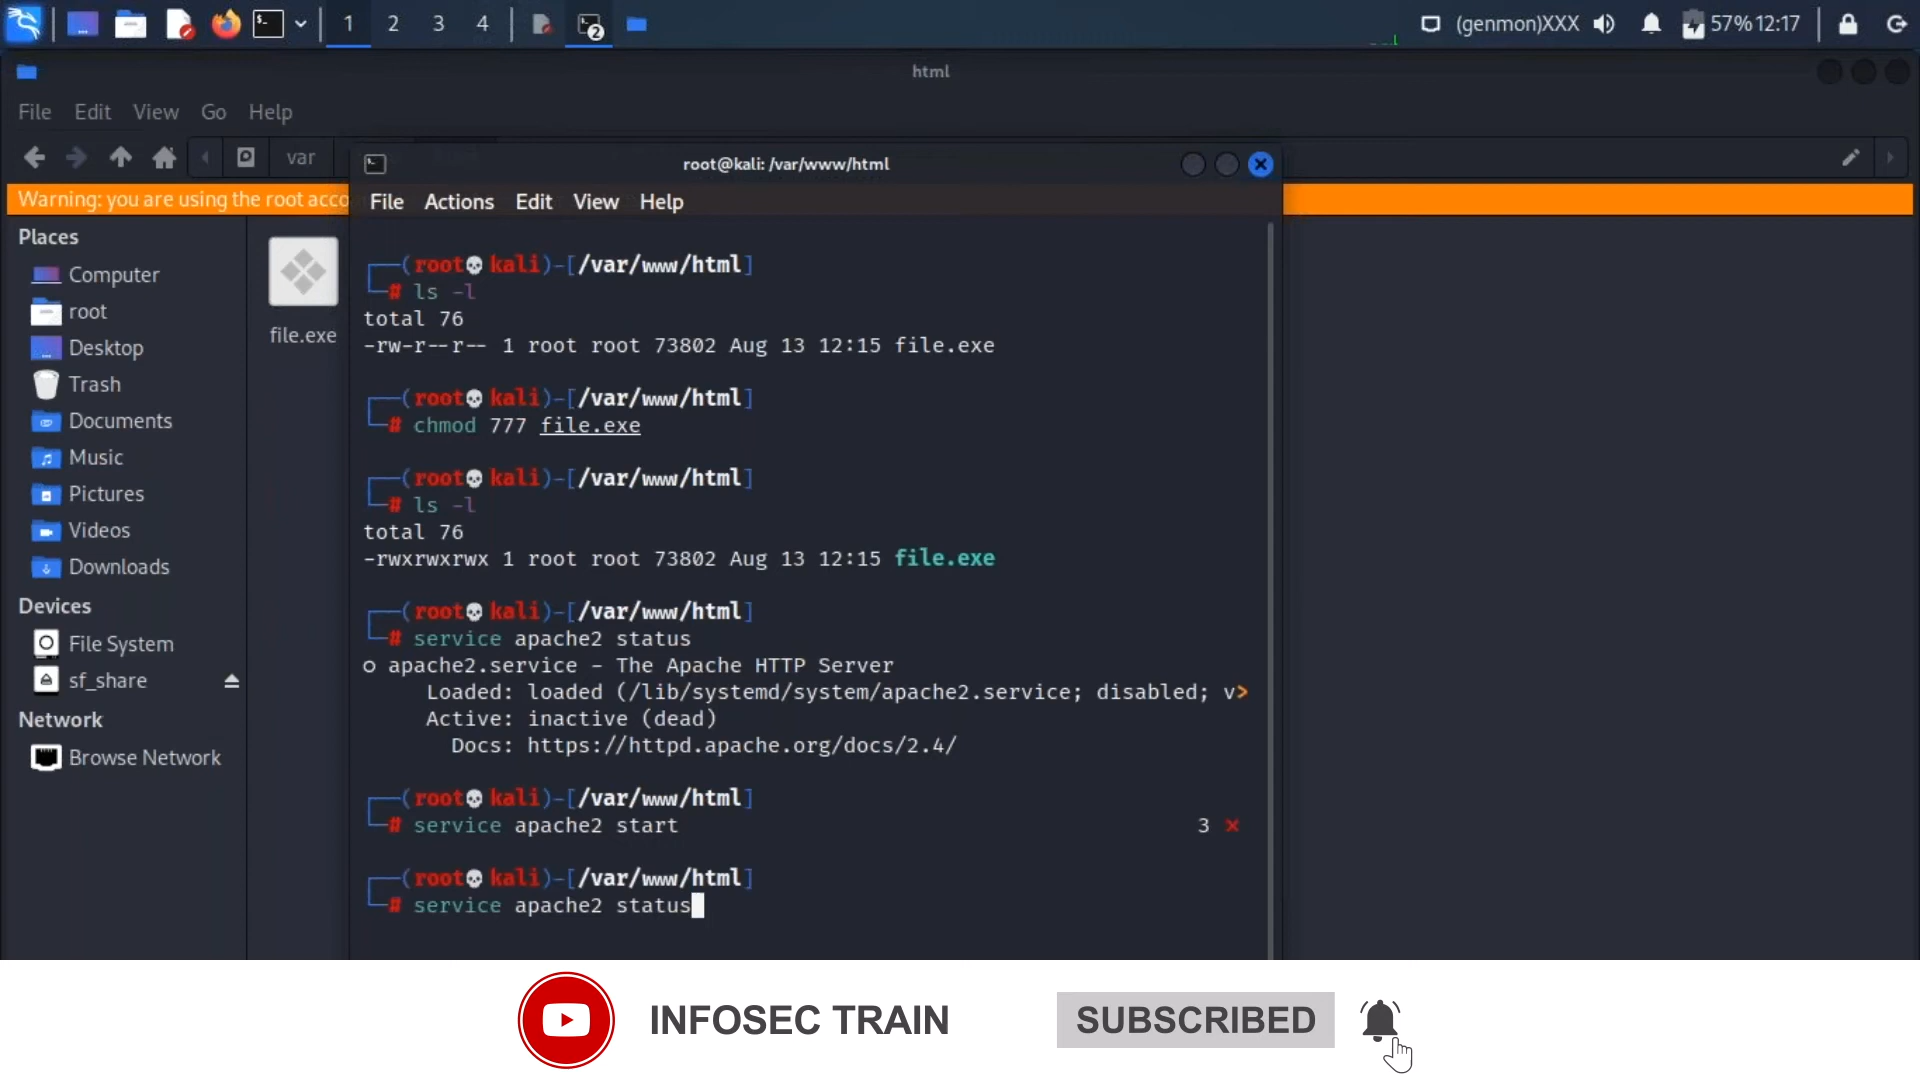 1 2 3 4 2 (genmon)XXX 57% 12:17
html
File Edit View Go Help
var
Warning: you are using the root acco
Places
Computer
root
Desktop
Trash
Documents
Music
Pictures
Videos
Downloads
Devices
File System
sf_share
Network
Browse Network
file.exe
root@kali: /var/www/html
File Actions Edit View Help
┌──(root💀kali)-[/var/www/html]
└─# ls -l
total 76
-rw-r--r-- 1 root root 73802 Aug 13 12:15 file.exe
┌──(root💀kali)-[/var/www/html]
└─# chmod 777 file.exe
┌──(root💀kali)-[/var/www/html]
└─# ls -l
total 76
-rwxrwxrwx 1 root root 73802 Aug 13 12:15 file.exe
┌──(root💀kali)-[/var/www/html]
└─# service apache2 status
○ apache2.service - The Apache HTTP Server
Loaded: loaded (/lib/systemd/system/apache2.service; disabled; v>
Active: inactive (dead)
Docs: https://httpd.apache.org/docs/2.4/
┌──(root💀kali)-[/var/www/html]
└─# service apache2 start 3 ⨯
┌──(root💀kali)-[/var/www/html]
└─# service apache2 status
INFOSEC TRAIN
SUBSCRIBED